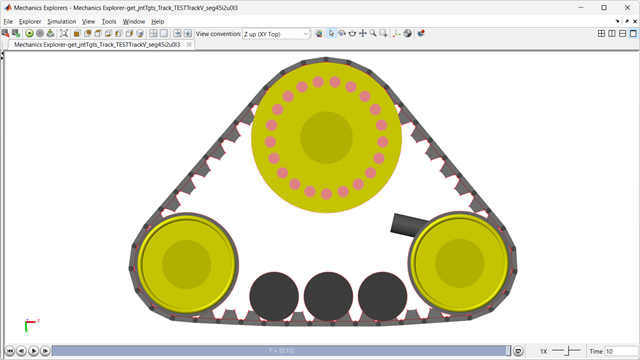 Mechanics Explorers - Mechanics Explorer-get_jntTgts_Track_TESTTrackV_seg45i2u0l3
File Explorer Simulation View Tools Window Help
View convention: Z up (XY Top)
Mechanics Explorer-get_jntTgts_Track_TESTTrackV_seg45i2u0l3
T = [0,10]
1X
Time 10